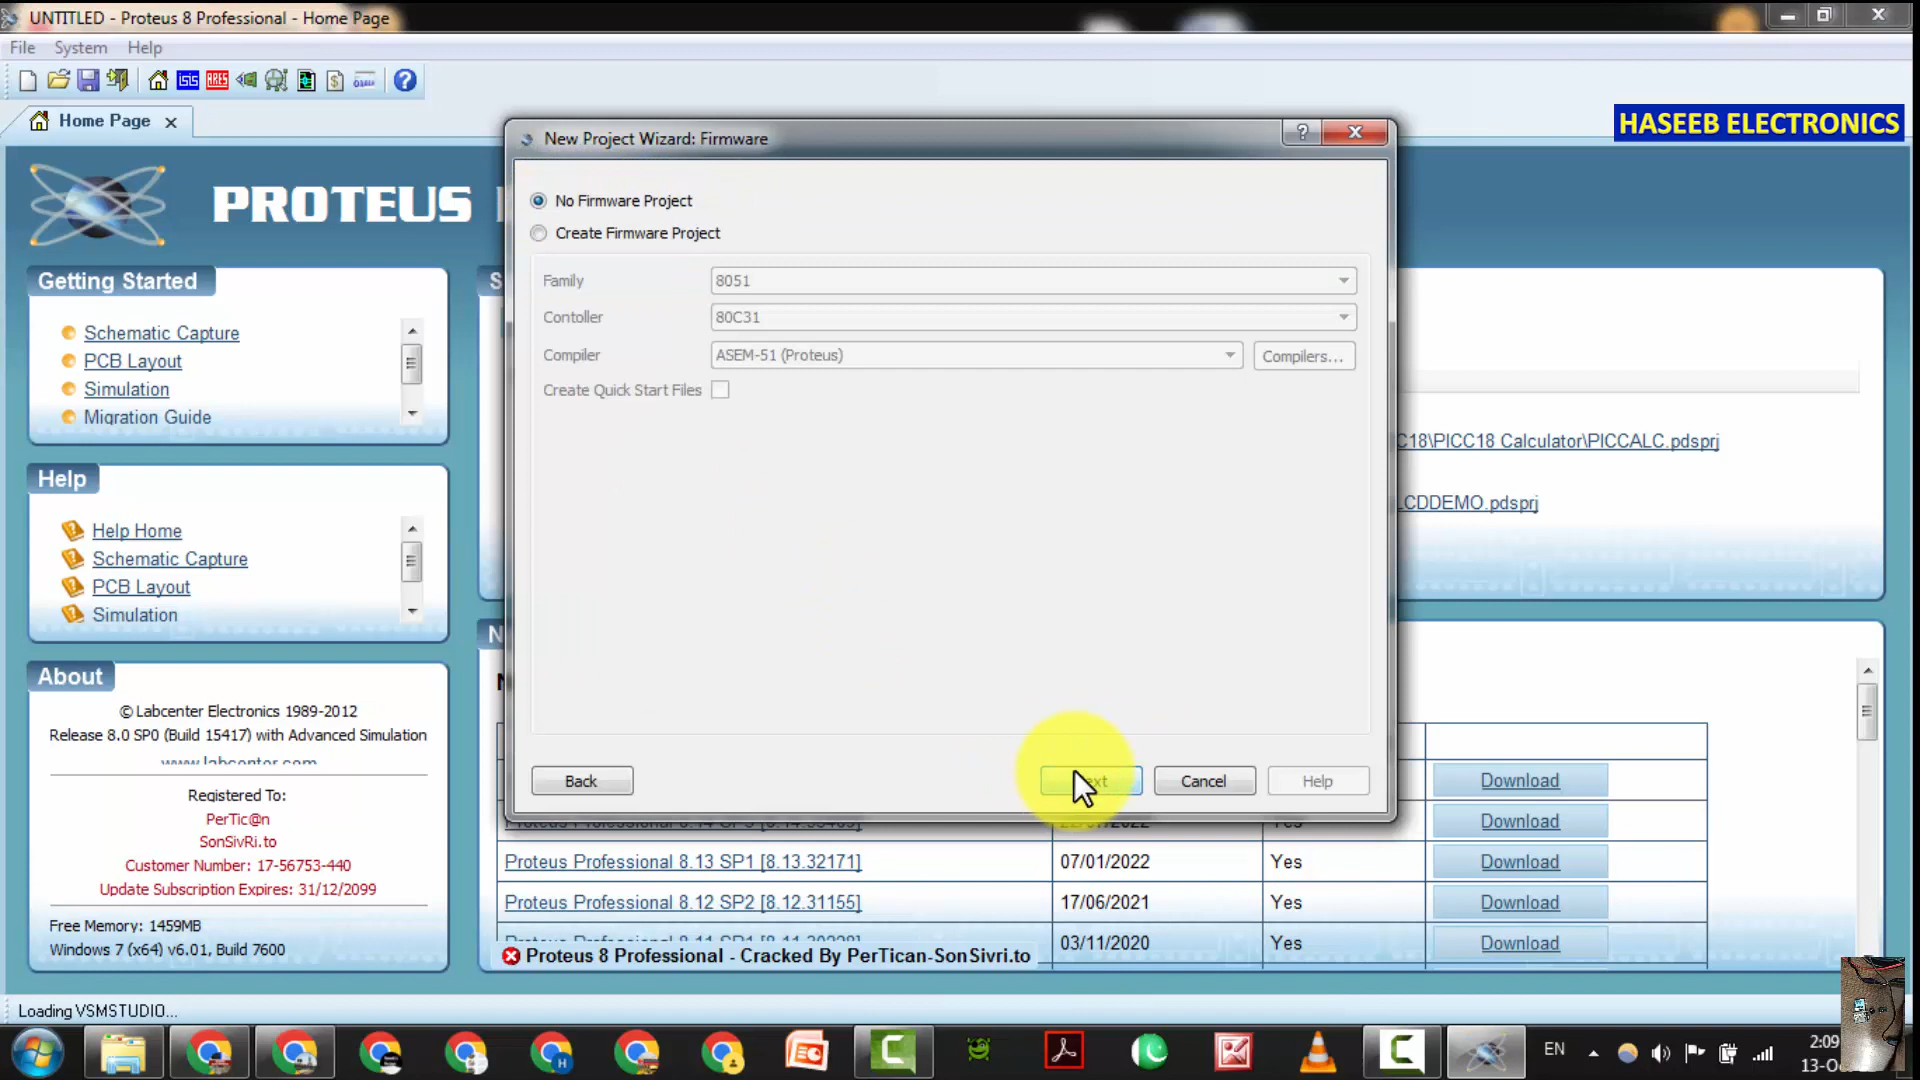 UNTITLED - Proteus 8 Professional - Home Page
File System Help
isis ARES
Home Page
HASEEB ELECTRONICS
PROTEUS
New Project Wizard: Firmware
No Firmware Project
Create Firmware Project
Family 8051
Contoller 80C31
Compiler ASEM-51 (Proteus) Compilers...
Create Quick Start Files
Back Cancel Help
Getting Started
Schematic Capture
PCB Layout
Simulation
Migration Guide
Help
Help Home
Schematic Capture
PCB Layout
Simulation
About
© Labcenter Electronics 1989-2012
Release 8.0 SP0 (Build 15417) with Advanced Simulation
www.labcenter.com
Registered To:
PerTic@n
SonSivRi.to
Customer Number: 17-56753-440
Update Subscription Expires: 31/12/2099
Free Memory: 1459MB
Windows 7 (x64) v6.01, Build 7600
C18\PICC18 Calculator\PICCALC.pdsprj
LCDDEMO.pdsprj
Download
Download
Proteus Professional 8.13 SP1 [8.13.32171] 07/01/2022 Yes Download
Proteus Professional 8.12 SP2 [8.12.31155] 17/06/2021 Yes Download
03/11/2020 Yes Download
Proteus 8 Professional - Cracked By PerTican-SonSivri.to
Loading VSMSTUDIO...
EN
2:09